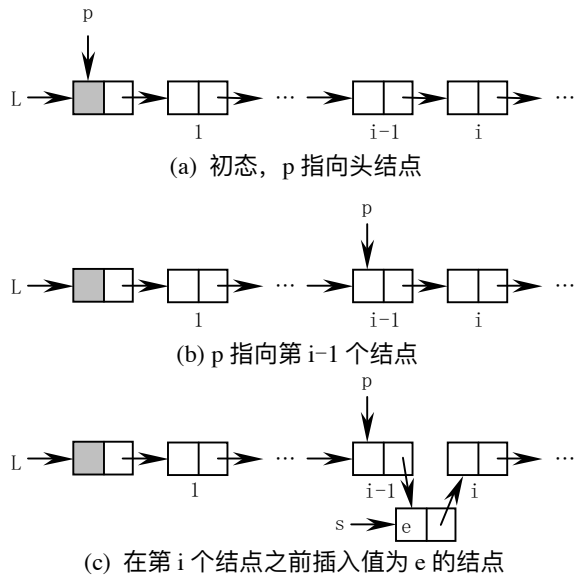 p
L ··· ···
1 i-1 i
(a) 初态，p 指向头结点
p
L ··· ···
1 i-1 i
(b) p 指向第 i-1 个结点
p
L ··· ···
1 i-1 i
s e
(c) 在第 i 个结点之前插入值为 e 的结点